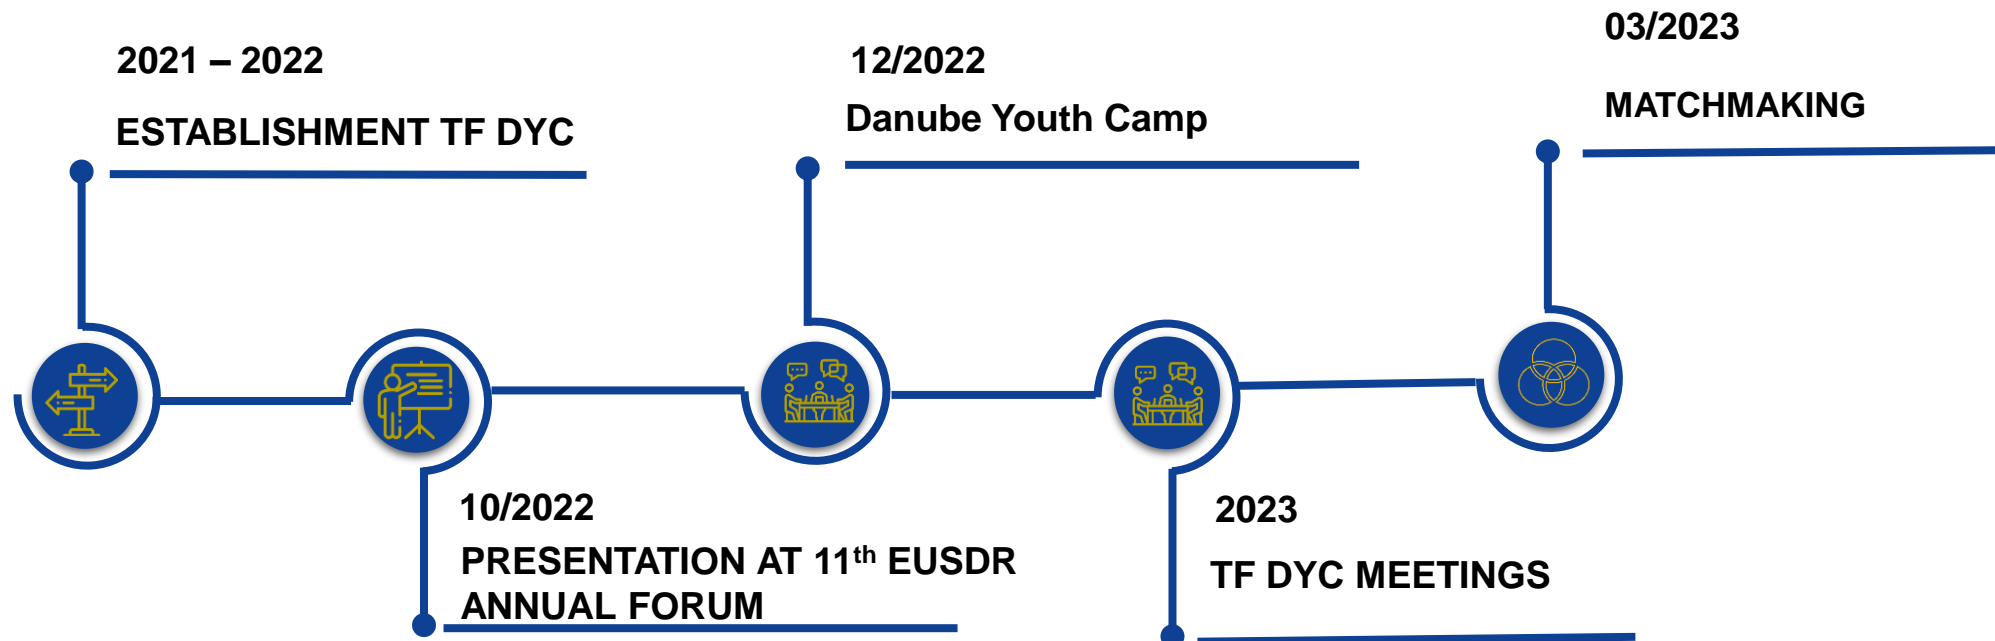 2021 – 2022
ESTABLISHMENT TF DYC
10/2022
PRESENTATION AT 11th EUSDR
ANNUAL FORUM
12/2022
Danube Youth Camp
2023
TF DYC MEETINGS
03/2023
MATCHMAKING